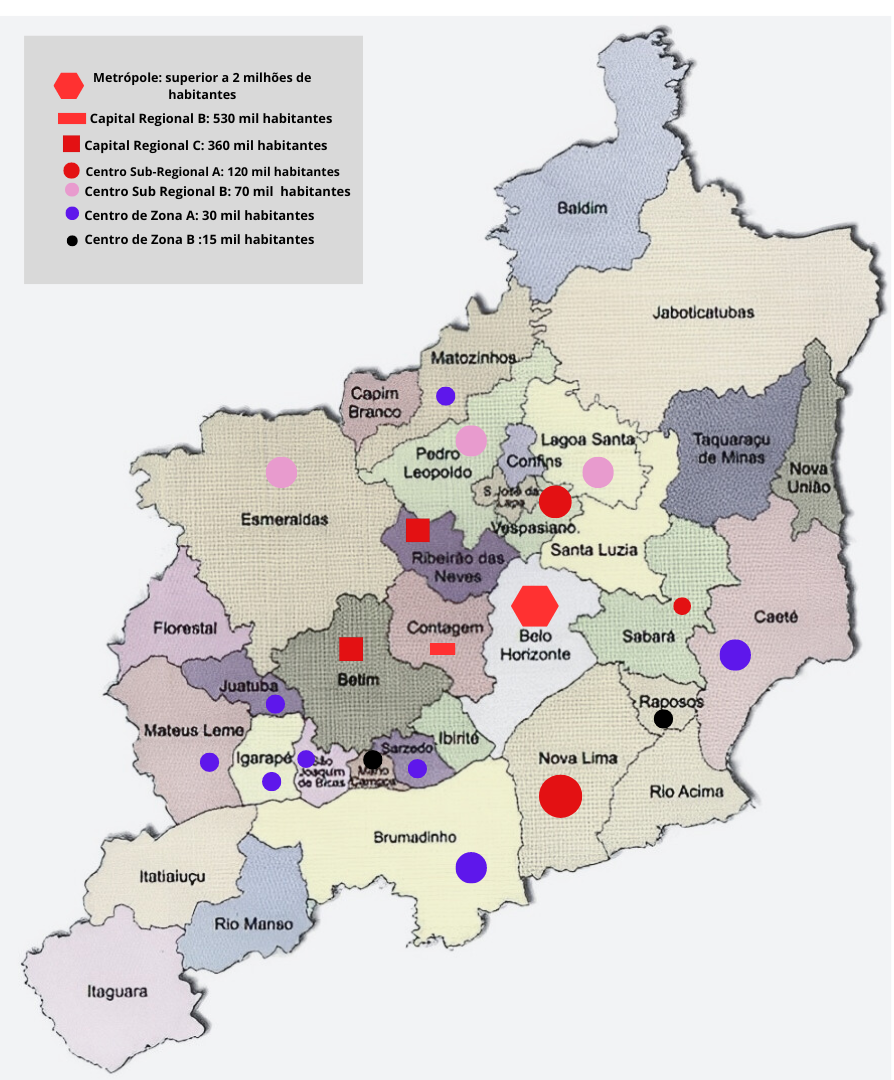 Metrópole: superior a 2 milhões de
habitantes
Capital Regional B: 530 mil habitantes
Capital Regional C: 360 mil habitantes
Centro Sub-Regional A: 120 mil habitantes
Centro Sub Regional B: 70 mil habitantes
Centro de Zona A: 30 mil habitantes
Centro de Zona B :15 mil habitantes
Baldim
Jaboticatubas
Matozinhos
Capim
Branco
Lagoa Santa
Taquaraçu
de Minas
Pedro
Leopoldo
Confins
Nova
União
S. José da
Lapa
Esmeraldas
Vespasiano
Santa Luzia
Ribeirão das
Neves
Caeté
Florestal
Contagem
Belo
Horizonte
Sabará
Betim
Juatuba
Raposos
Mateus Leme
Ibirité
Sarzedo
Igarapé
São
Joaquim
de Bicas
Nova Lima
Rio Acima
Brumadinho
Itatiaiuçu
Rio Manso
Itaguara